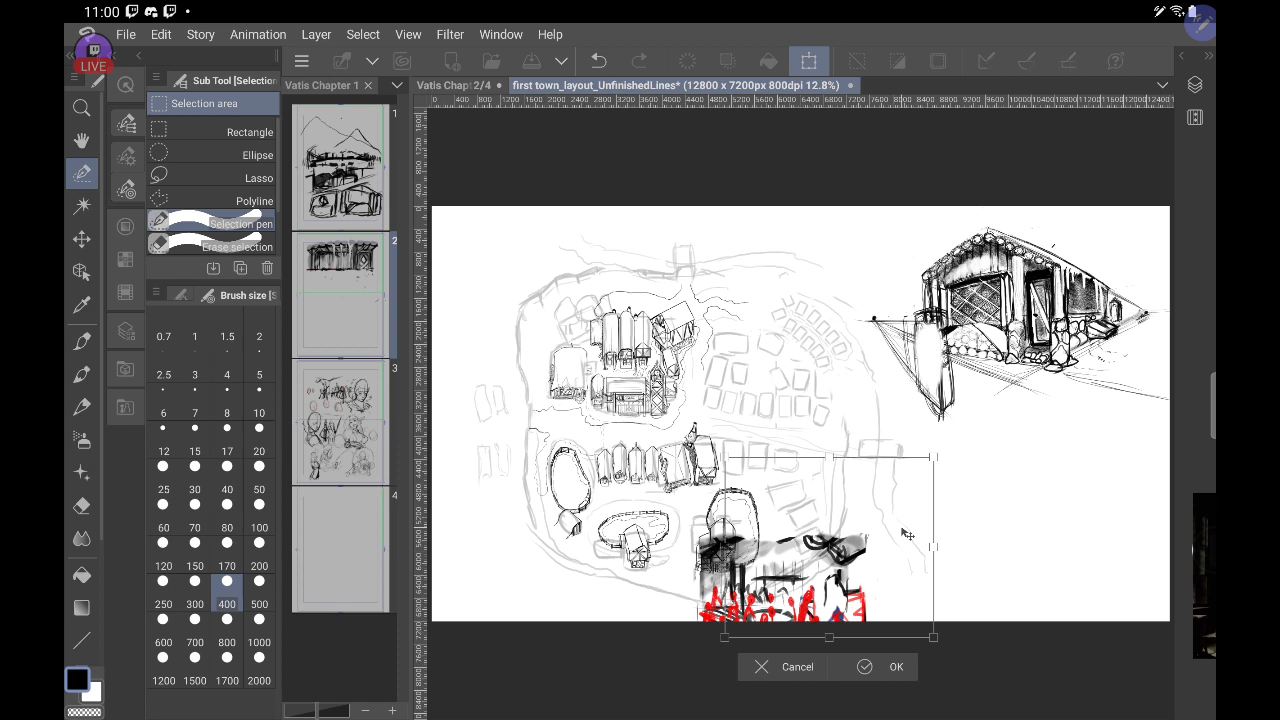 11:00
LIVE
File Edit Story Animation Layer Select View Filter Window Help
Sub Tool [Selection
Vatis Chapter 1
Vatis Chap 2/4
first town_layout_UnfinishedLines* (12800 x 7200px 800dpi 12.8%)
Selection area
Rectangle
Ellipse
Lasso
Polyline
Selection pen
Erase selection
Brush size [S
0.7 1 1.5 2
2.5 3 4 5
6 7 8 10
12 15 17 20
25 30 40 50
60 70 80 100
120 150 170 200
250 300 400 500
600 700 800 1000
1200 1500 1700 2000
1
2
3
4
Cancel OK